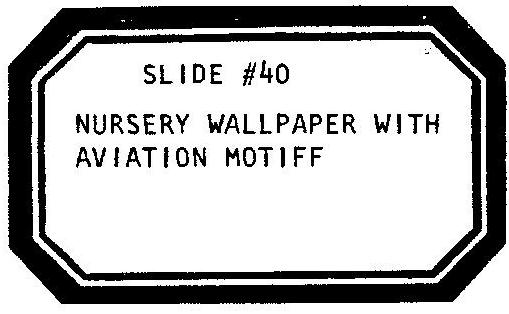 SLIDE #40
NURSERY WALLPAPER WITH
AVIATION MOTIFF